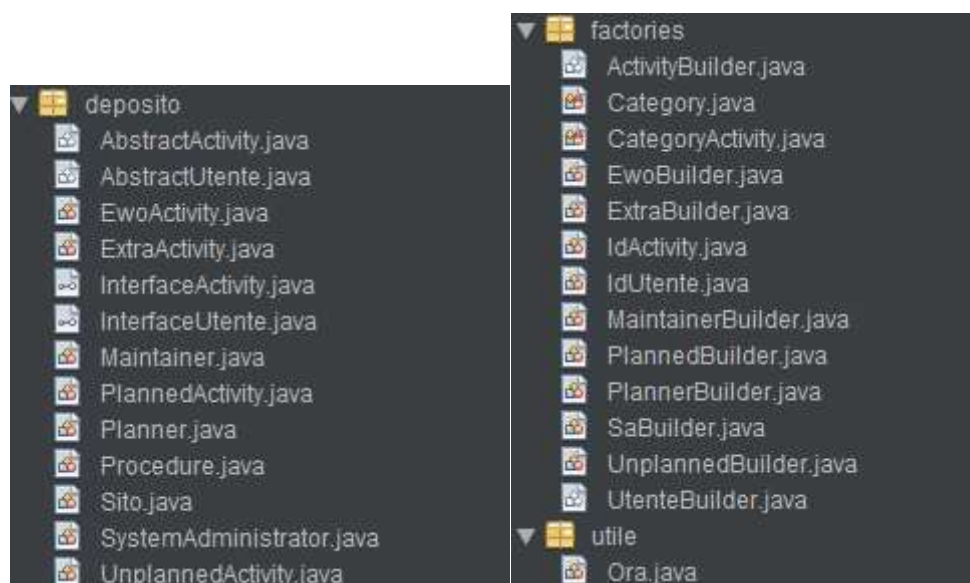 deposito
AbstractActivity.java
AbstractUtente.java
EwoActivity.java
ExtraActivity.java
InterfaceActivity.java
InterfaceUtente.java
Maintainer.java
PlannedActivity.java
Planner.java
Procedure.java
Sito.java
SystemAdministrator.java
UnplannedActivity.java
factories
ActivityBuilder.java
Category.java
CategoryActivity.java
EwoBuilder.java
ExtraBuilder.java
IdActivity.java
IdUtente.java
MaintainerBuilder.java
PlannedBuilder.java
PlannerBuilder.java
SaBuilder.java
UnplannedBuilder.java
UtenteBuilder.java
utile
Ora.java